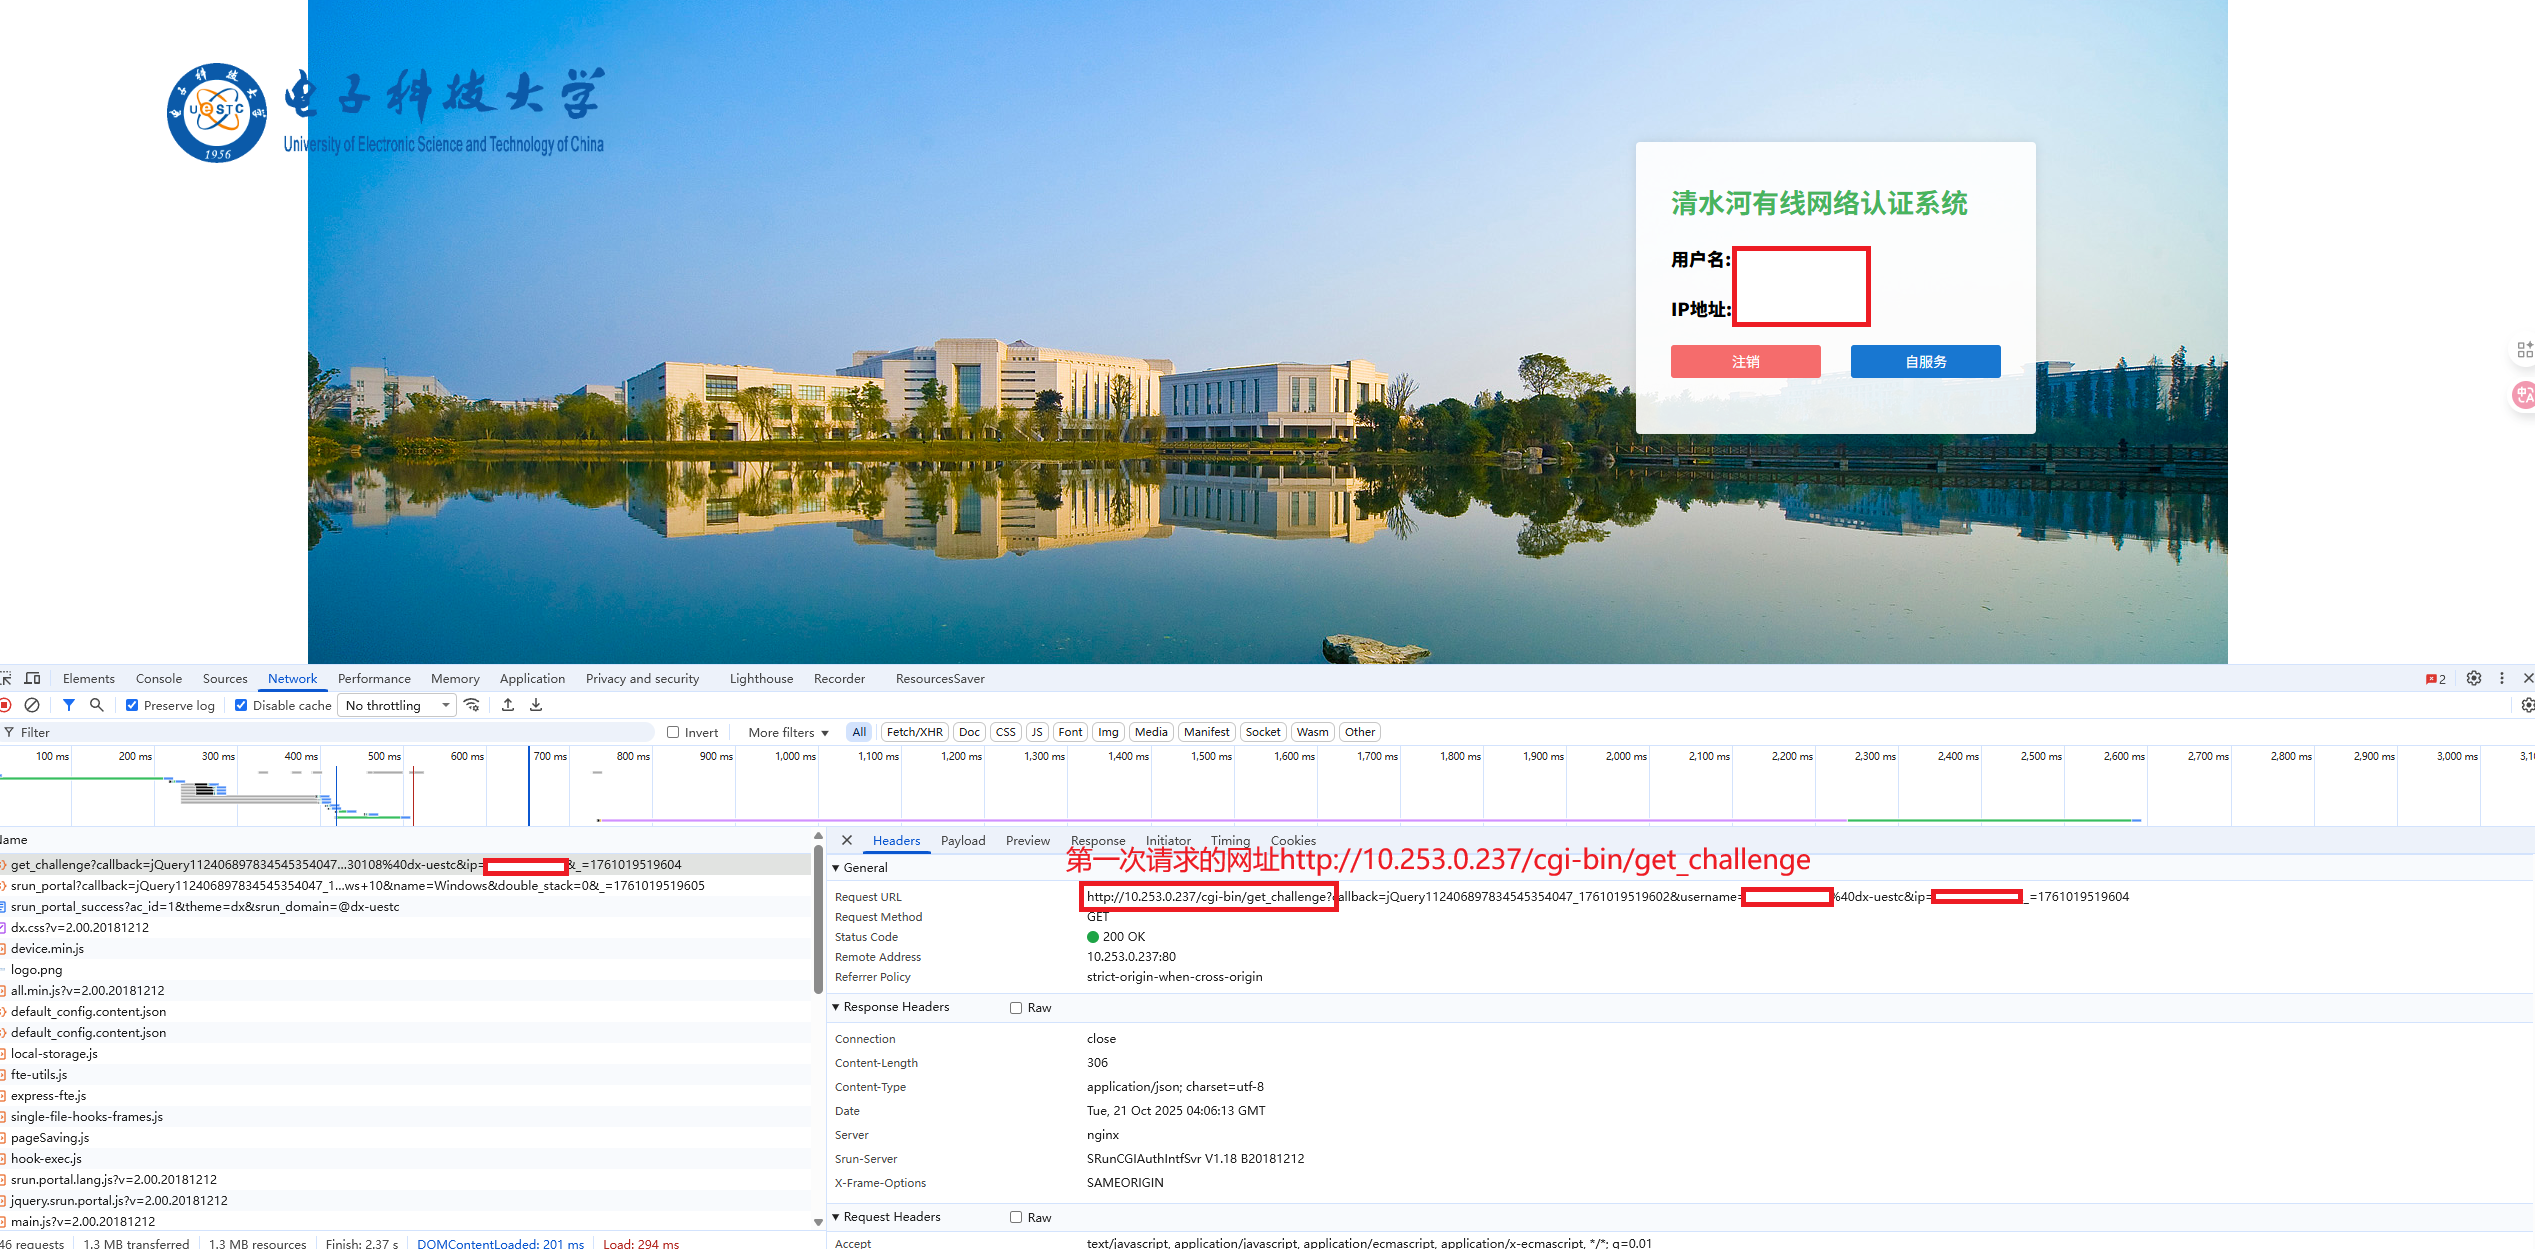 电子科技大学
University of Electronic Science and Technology of China
电子科技大学
UESTC
1956
清水河有线网络认证系统
用户名:
IP地址:
注销
自服务
Elements Console Sources Network Performance Memory Application Privacy and security Lighthouse Recorder ResourcesSaver
2
Preserve log Disable cache No throttling
Filter Invert More filters All Fetch/XHR Doc CSS JS Font Img Media Manifest Socket Wasm Other
100 ms 200 ms 300 ms 400 ms 500 ms 600 ms 700 ms 800 ms 900 ms 1,000 ms 1,100 ms 1,200 ms 1,300 ms 1,400 ms 1,500 ms 1,600 ms 1,700 ms 1,800 ms 1,900 ms 2,000 ms 2,100 ms 2,200 ms 2,300 ms 2,400 ms 2,500 ms 2,600 ms 2,700 ms 2,800 ms 2,900 ms 3,000 ms
Name
get_challenge?callback=jQuery112406897834545354047...30108%40dx-uestc&ip= &_=1761019519604
srun_portal?callback=jQuery112406897834545354047_1...ws+10&name=Windows&double_stack=0&_=1761019519605
srun_portal_success?ac_id=1&theme=dx&srun_domain=@dx-uestc
dx.css?v=2.00.20181212
device.min.js
logo.png
all.min.js?v=2.00.20181212
default_config.content.json
default_config.content.json
local-storage.js
fte-utils.js
express-fte.js
single-file-hooks-frames.js
pageSaving.js
hook-exec.js
srun.portal.lang.js?v=2.00.20181212
jquery.srun.portal.js?v=2.00.20181212
main.js?v=2.00.20181212
46 requests 1.3 MB transferred 1.3 MB resources Finish: 2.37 s DOMContentLoaded: 201 ms Load: 294 ms
Headers Payload Preview Response Initiator Timing Cookies
第一次请求的网址http://10.253.0.237/cgi-bin/get_challenge
General
Request URL http://10.253.0.237/cgi-bin/get_challenge?callback=jQuery112406897834545354047_1761019519602&username= %40dx-uestc&ip= _=1761019519604
Request Method GET
Status Code 200 OK
Remote Address 10.253.0.237:80
Referrer Policy strict-origin-when-cross-origin
Response Headers Raw
Connection close
Content-Length 306
Content-Type application/json; charset=utf-8
Date Tue, 21 Oct 2025 04:06:13 GMT
Server nginx
Srun-Server SRunCGIAuthIntfSvr V1.18 B20181212
X-Frame-Options SAMEORIGIN
Request Headers Raw
Accept text/javascript, application/javascript, application/ecmascript, application/x-ecmascript, */*; q=0.01